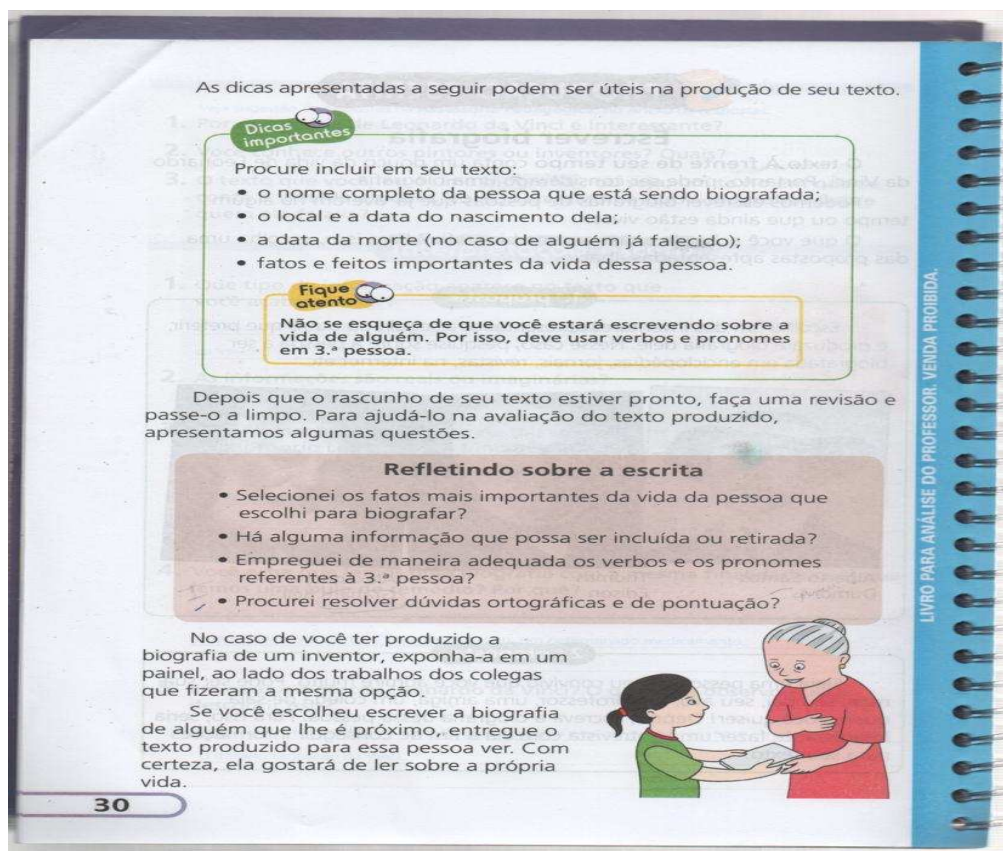 As dicas apresentadas a seguir podem ser úteis na produção de seu texto.
Dicas
importantes
Procure incluir em seu texto:
• o nome completo da pessoa que está sendo biografada;
• o local e a data do nascimento dela;
• a data da morte (no caso de alguém já falecido);
• fatos e feitos importantes da vida dessa pessoa.
Fique
atento
Não se esqueça de que você estará escrevendo sobre a
vida de alguém. Por isso, deve usar verbos e pronomes
em 3.ª pessoa.
Depois que o rascunho de seu texto estiver pronto, faça uma revisão e
passe-o a limpo. Para ajudá-lo na avaliação do texto produzido,
apresentamos algumas questões.
Refletindo sobre a escrita
• Selecionei os fatos mais importantes da vida da pessoa que
escolhi para biografar?
• Há alguma informação que possa ser incluída ou retirada?
• Empreguei de maneira adequada os verbos e os pronomes
referentes à 3.ª pessoa?
• Procurei resolver dúvidas ortográficas e de pontuação?
No caso de você ter produzido a
biografia de um inventor, exponha-a em um
painel, ao lado dos trabalhos dos colegas
que fizeram a mesma opção.
Se você escolheu escrever a biografia
de alguém que lhe é próximo, entregue o
texto produzido para essa pessoa ver. Com
certeza, ela gostará de ler sobre a própria
vida.
30
LIVRO PARA ANÁLISE DO PROFESSOR. VENDA PROIBIDA.